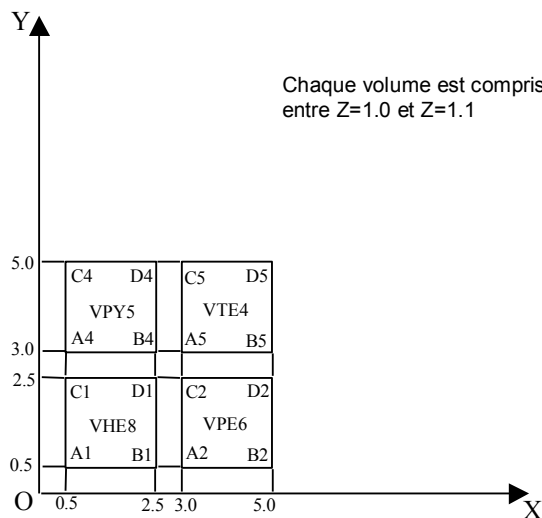 Y
Chaque volume est compris
entre Z=1.0 et Z=1.1
5.0
C4 D4 C5 D5
VPY5 VTE4
A4 B4 A5 B5
3.0
2.5
C1 D1 C2 D2
VHE8 VPE6
A1 B1 A2 B2
0.5
O 0.5 2.5 3.0 5.0 X